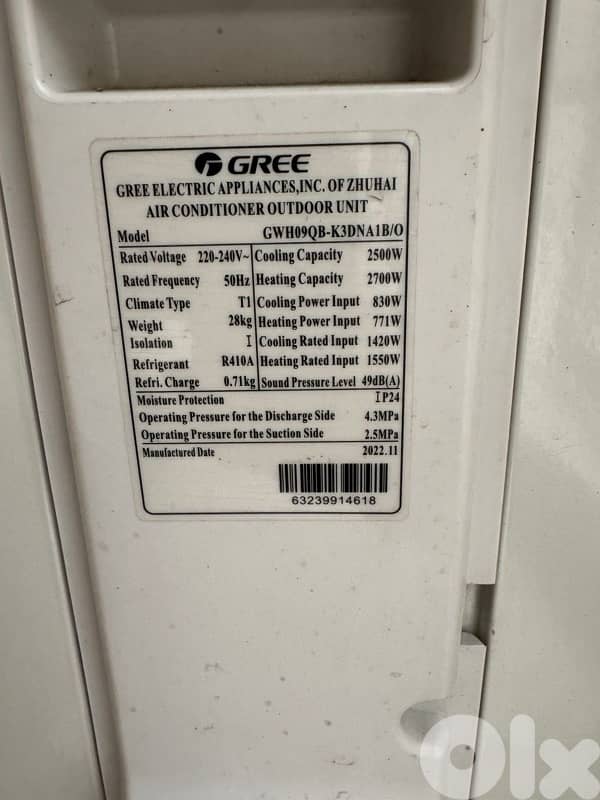 GREE
GREE ELECTRIC APPLIANCES,INC. OF ZHUHAI
AIR CONDITIONER OUTDOOR UNIT
Model GWH09QB-K3DNA1B/O
Rated Voltage 220-240V~ Cooling Capacity 2500W
Rated Frequency 50Hz Heating Capacity 2700W
Climate Type T1 Cooling Power Input 830W
Weight 28kg Heating Power Input 771W
Isolation I Cooling Rated Input 1420W
Refrigerant R410A Heating Rated Input 1550W
Refri. Charge 0.71kg Sound Pressure Level 49dB(A)
Moisture Protection IP24
Operating Pressure for the Discharge Side 4.3MPa
Operating Pressure for the Suction Side 2.5MPa
Manufactured Date 2022.11
63239914618
Olx